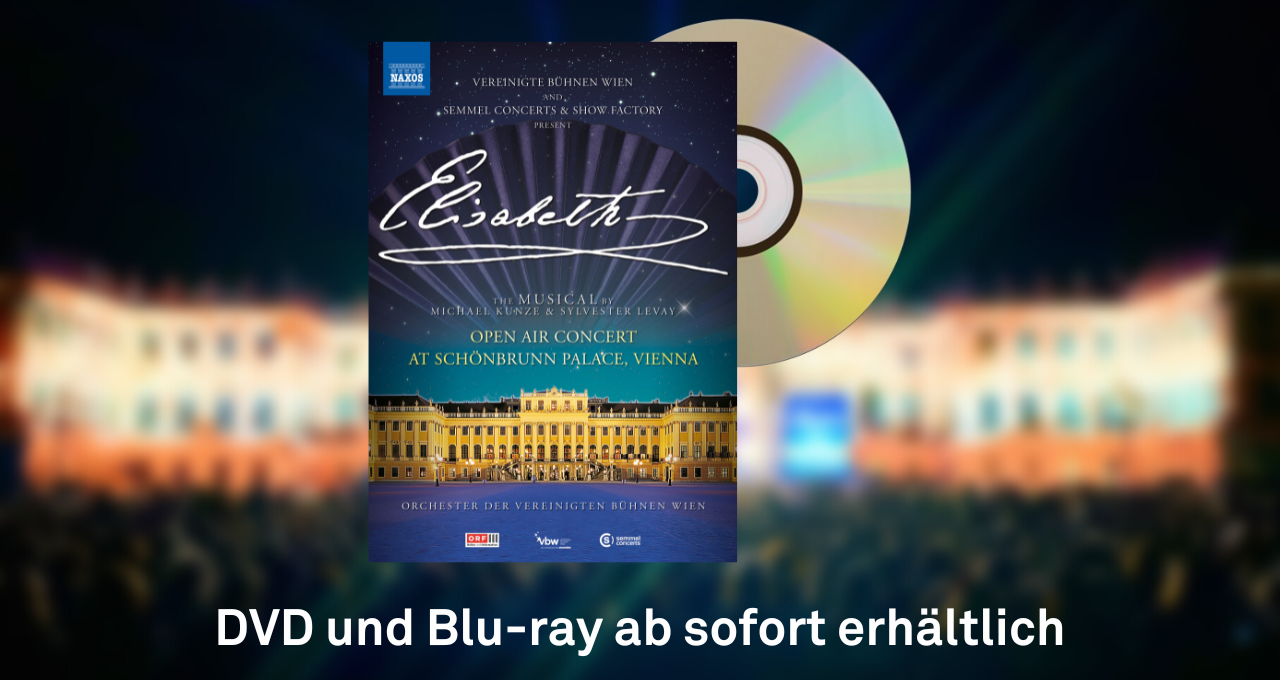 NAXOS
VEREINIGTE BÜHNEN WIEN
AND
SEMMEL CONCERTS & SHOW FACTORY
PRESENT
Elisabeth
THE MUSICAL BY
MICHAEL KUNZE & SYLVESTER LEVAY
OPEN AIR CONCERT
AT SCHÖNBRUNN PALACE, VIENNA
ORCHESTER DER VEREINIGTEN BÜHNEN WIEN
ORF
vbw
semmel
concerts
DVD und Blu-ray ab sofort erhältlich